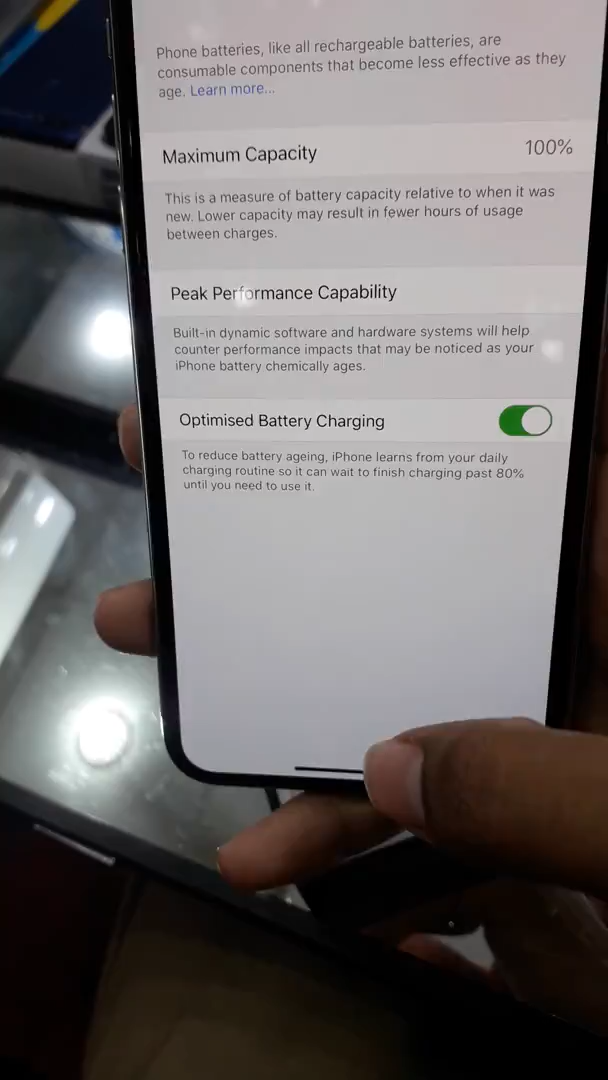 Phone batteries, like all rechargeable batteries, are
consumable components that become less effective as they
age. Learn more...
Maximum Capacity 100%
This is a measure of battery capacity relative to when it was
new. Lower capacity may result in fewer hours of usage
between charges.
Peak Performance Capability
Built-in dynamic software and hardware systems will help
counter performance impacts that may be noticed as your
iPhone battery chemically ages.
Optimised Battery Charging
To reduce battery ageing, iPhone learns from your daily
charging routine so it can wait to finish charging past 80%
until you need to use it.